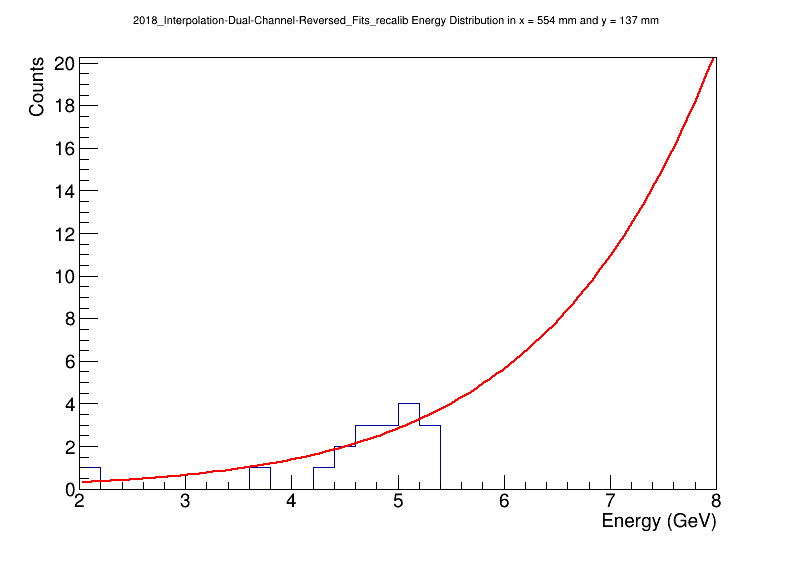 2018_Interpolation-Dual-Channel-Reversed_Fits_recalib Energy Distribution in x = 554 mm and y = 137 mm
Counts
20
18
16
14
12
10
8
6
4
2
0
2 3 4 5 6 7 8
Energy (GeV)